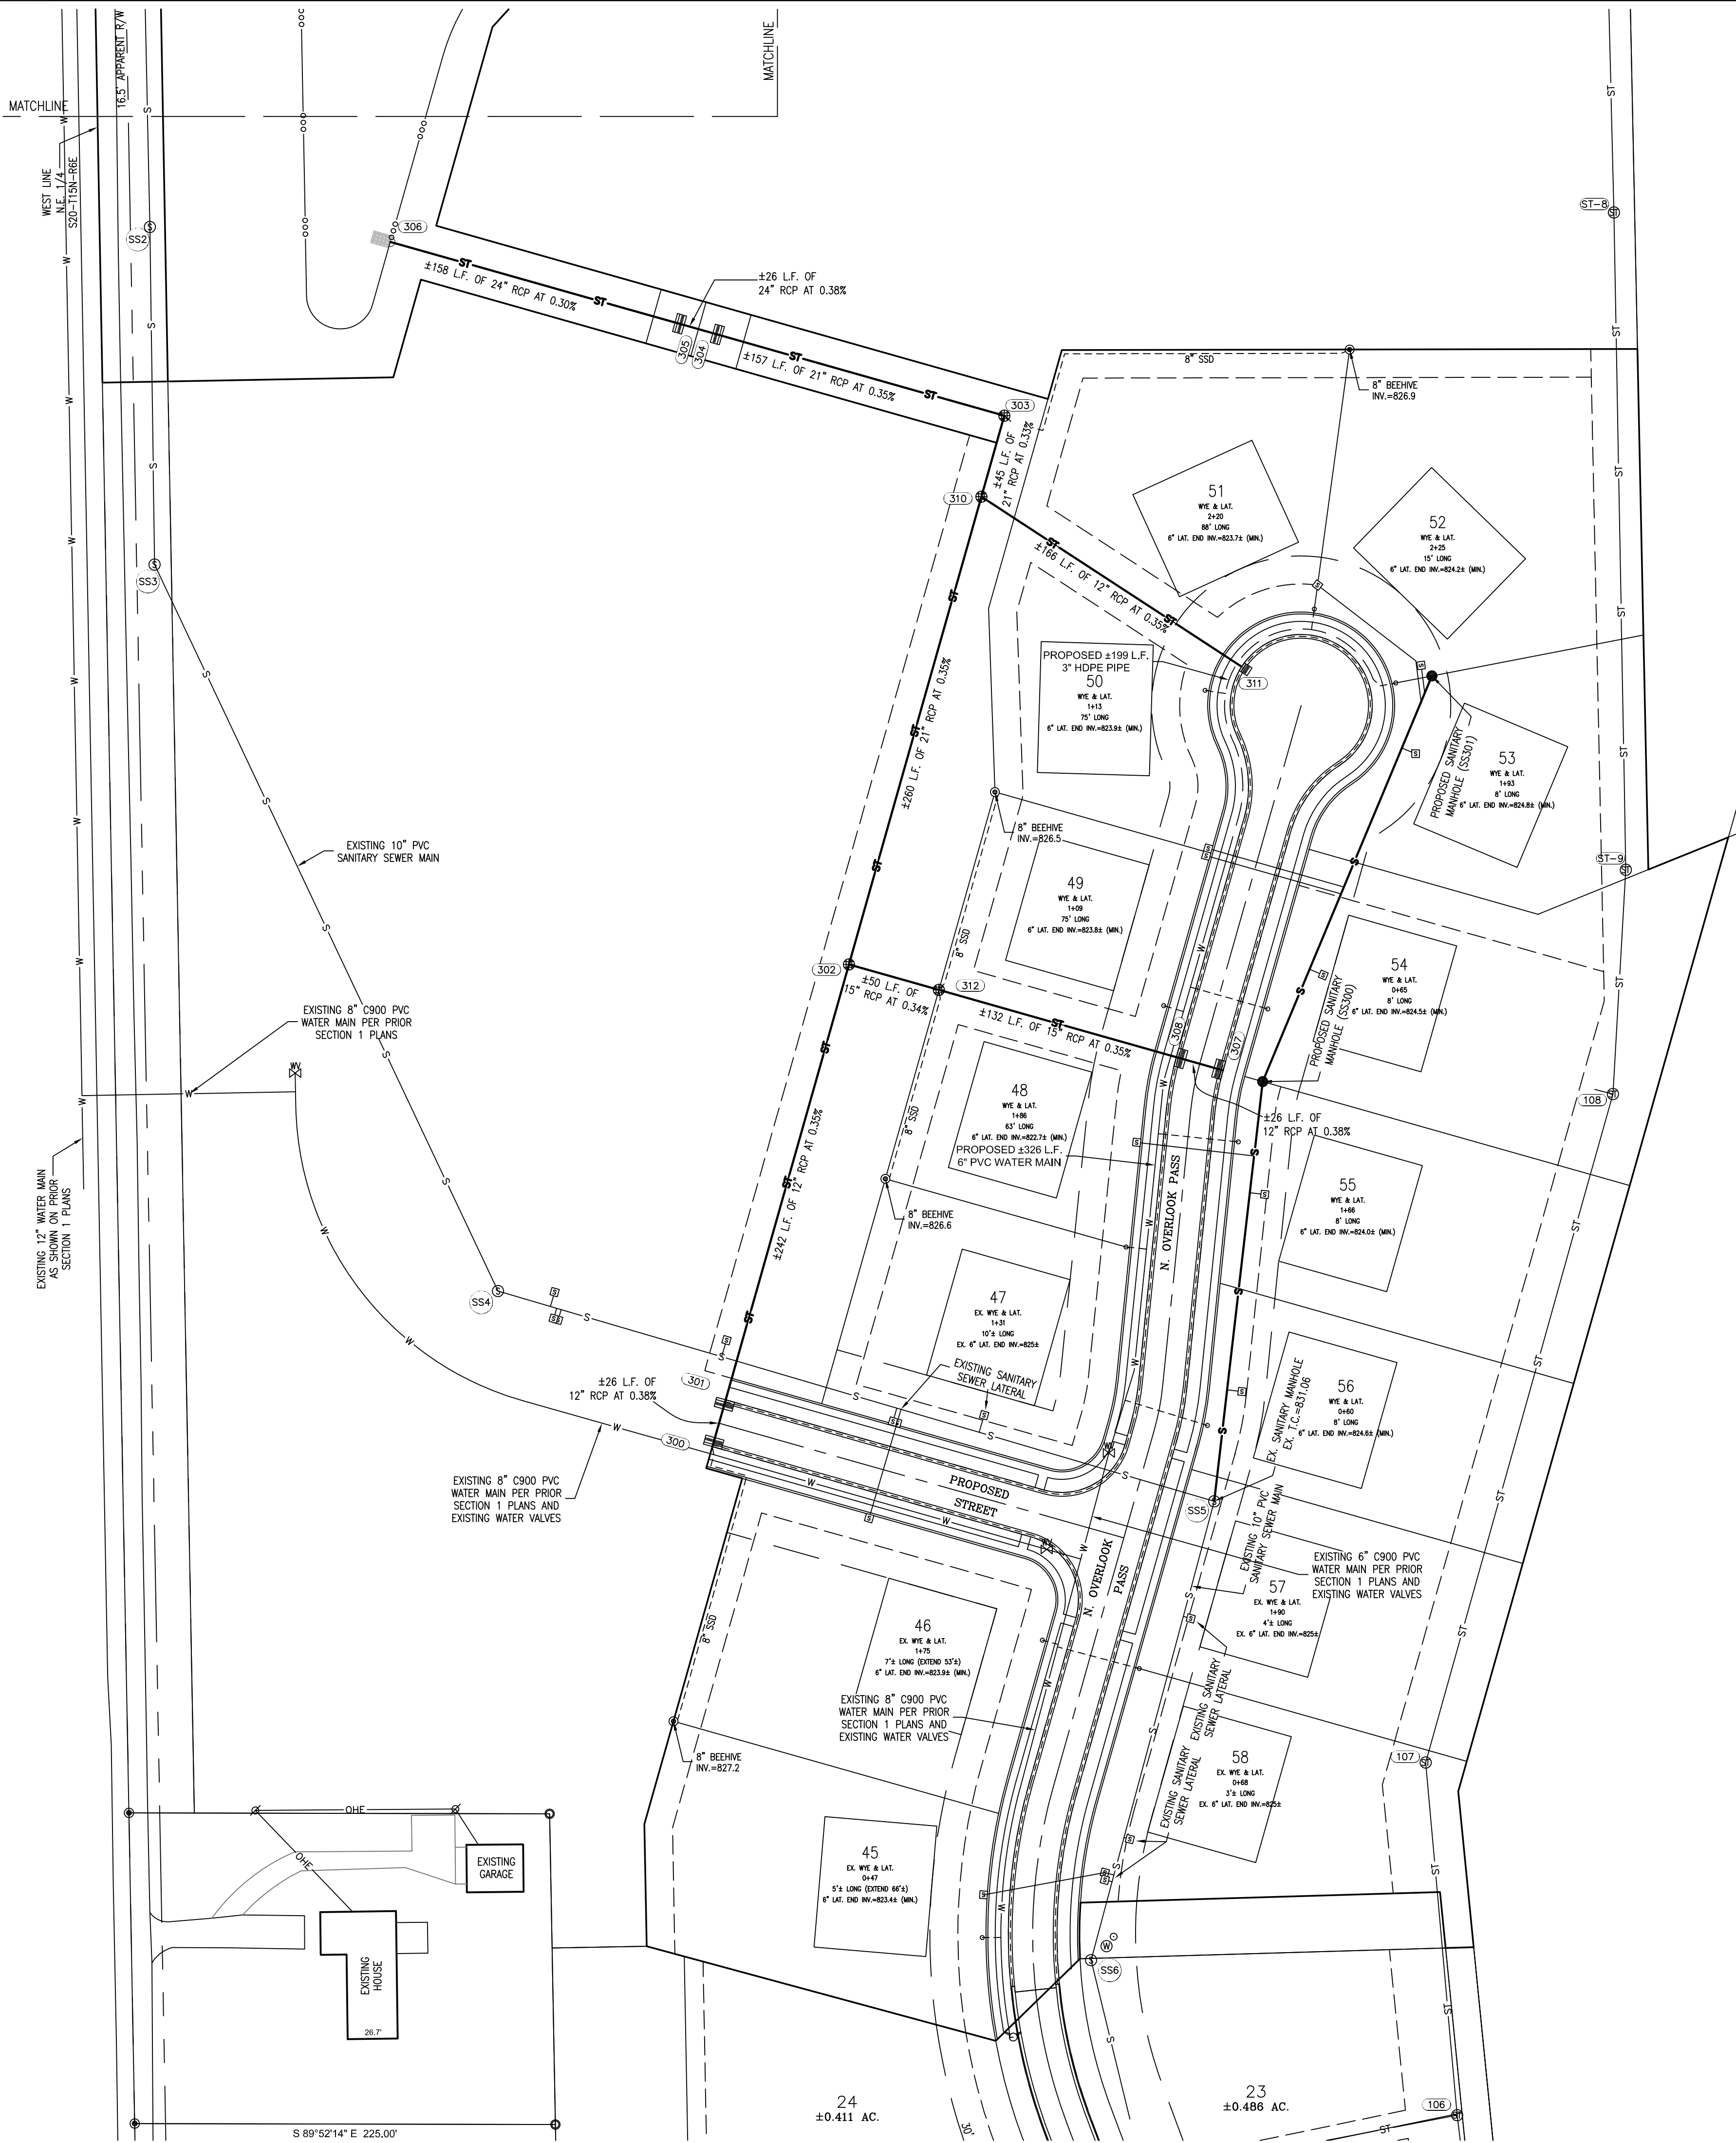 16.5' APPARENT R/W
MATCHLINE
MATCHLINE
WEST LINE
N.E. 1/4
S20-T15N-R6E
SS2
306
±158 L.F. OF 24" RCP AT 0.30%
±26 L.F. OF
24" RCP AT 0.38%
305
304
±157 L.F. OF 21" RCP AT 0.35%
ST-8
8" SSD
8" BEEHIVE
INV.=826.9
303
±45 L.F. OF
21" RCP AT 0.33%
310
51
WYE & LAT.
2+20
88' LONG
6" LAT. END INV.=823.7± (MIN.)
52
WYE & LAT.
2+25
15' LONG
6" LAT. END INV.=824.2± (MIN.)
SS3
±166 L.F. OF 12" RCP AT 0.35%
PROPOSED ±199 L.F.
3" HDPE PIPE
50
WYE & LAT.
1+13
75' LONG
6" LAT. END INV.=823.9± (MIN.)
311
±260 L.F. OF 21" RCP AT 0.35%
PROPOSED SANITARY
MANHOLE (SS301)
53
WYE & LAT.
1+93
8' LONG
6" LAT. END INV.=824.8± (MIN.)
EXISTING 10" PVC
SANITARY SEWER MAIN
8" BEEHIVE
INV.=826.5
ST-9
49
WYE & LAT.
1+09
75' LONG
6" LAT. END INV.=823.8± (MIN.)
8" SSD
302
±50 L.F. OF
15" RCP AT 0.34%
312
±132 L.F. OF 15" RCP AT 0.35%
308
307
54
WYE & LAT.
0+65
8' LONG
6" LAT. END INV.=824.5± (MIN.)
PROPOSED SANITARY
MANHOLE (SS300)
EXISTING 8" C900 PVC
WATER MAIN PER PRIOR
SECTION 1 PLANS
WV
48
WYE & LAT.
1+86
63' LONG
6" LAT. END INV.=822.7± (MIN.)
PROPOSED ±326 L.F.
6" PVC WATER MAIN
±26 L.F. OF
12" RCP AT 0.38%
108
8" SSD
±242 L.F. OF 12" RCP AT 0.35%
EXISTING 12" WATER MAIN
AS SHOWN ON PRIOR
SECTION 1 PLANS
8" BEEHIVE
INV.=826.6
N. OVERLOOK PASS
55
WYE & LAT.
1+66
8' LONG
6" LAT. END INV.=824.0± (MIN.)
SS4
47
EX. WYE & LAT.
1+31
10'± LONG
EX. 6" LAT. END INV.=825±
EXISTING SANITARY
SEWER LATERAL
301
±26 L.F. OF
12" RCP AT 0.38%
300
56
WYE & LAT.
0+60
8' LONG
6" LAT. END INV.=824.6± (MIN.)
EX. SANITARY MANHOLE
EX. T.C.=831.06
WV
EXISTING 8" C900 PVC
WATER MAIN PER PRIOR
SECTION 1 PLANS AND
EXISTING WATER VALVES
PROPOSED
STREET
SS5
WV
EXISTING 10" PVC
SANITARY SEWER MAIN
N. OVERLOOK
PASS
EXISTING 6" C900 PVC
WATER MAIN PER PRIOR
SECTION 1 PLANS AND
EXISTING WATER VALVES
57
EX. WYE & LAT.
1+90
4'± LONG
EX. 6" LAT. END INV.=825±
8" SSD
46
EX. WYE & LAT.
1+75
7'± LONG (EXTEND 53'±)
6" LAT. END INV.=823.9± (MIN.)
EXISTING SANITARY
SEWER LATERAL
EXISTING 8" C900 PVC
WATER MAIN PER PRIOR
SECTION 1 PLANS AND
EXISTING WATER VALVES
8" BEEHIVE
INV.=827.2
EXISTING SANITARY
SEWER LATERAL
58
EX. WYE & LAT.
0+68
3'± LONG
EX. 6" LAT. END INV.=825±
107
OHE
OHE
EXISTING
GARAGE
45
EX. WYE & LAT.
0+47
5'± LONG (EXTEND 66'±)
6" LAT. END INV.=823.4± (MIN.)
EXISTING
HOUSE
26.7'
SS6
24
±0.411 AC.
30'
23
±0.486 AC.
106
S 89°52'14" E 225.00'